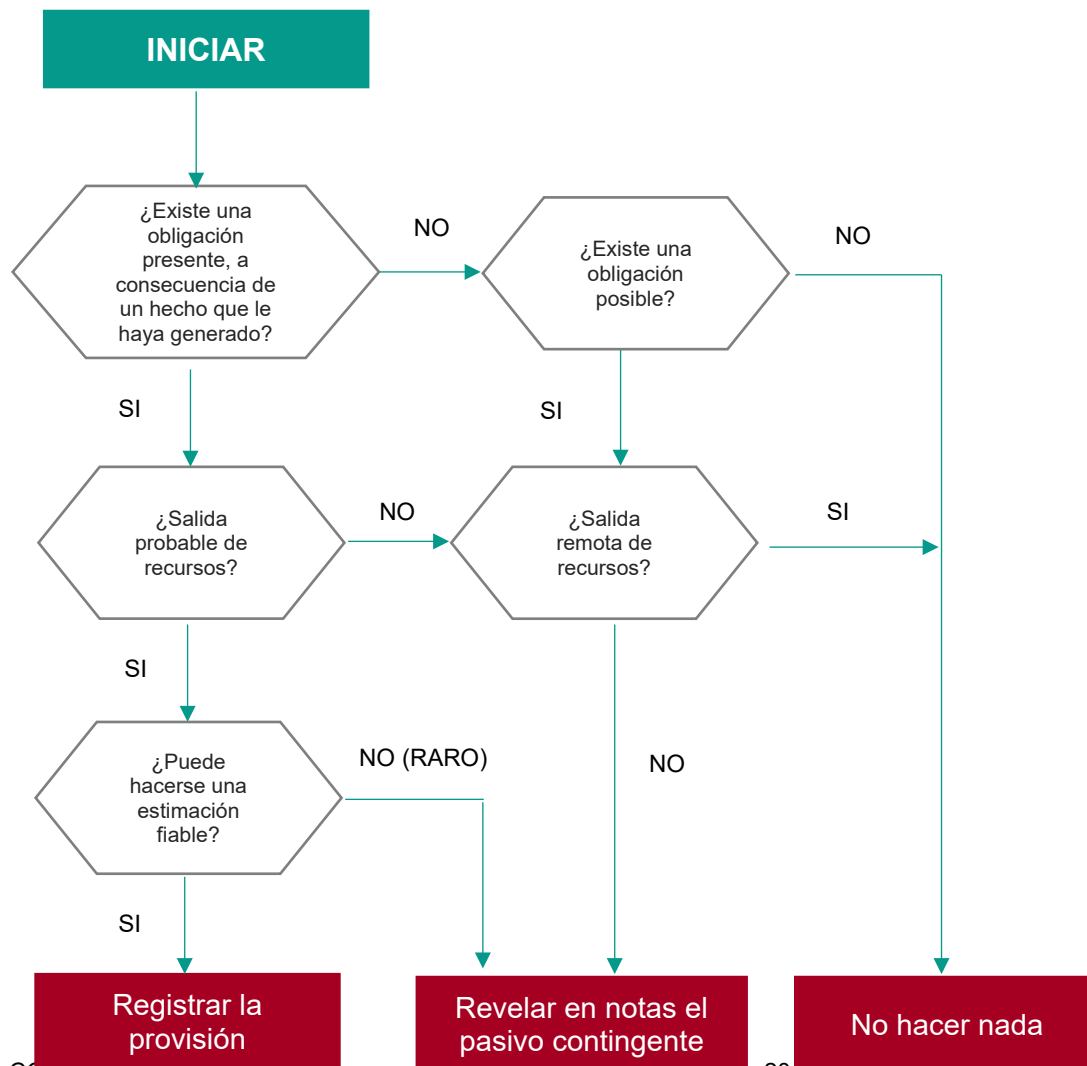 INICIAR
¿Existe una
obligación
presente, a
consecuencia de
un hecho que le
haya generado?
NO
¿Existe una
obligación
posible?
NO
SI
SI
¿Salida
probable de
recursos?
NO
¿Salida
remota de
recursos?
SI
SI
¿Puede
hacerse una
estimación
fiable?
NO (RARO)
NO
SI
Registrar la
provisión
Revelar en notas el
pasivo contingente
No hacer nada